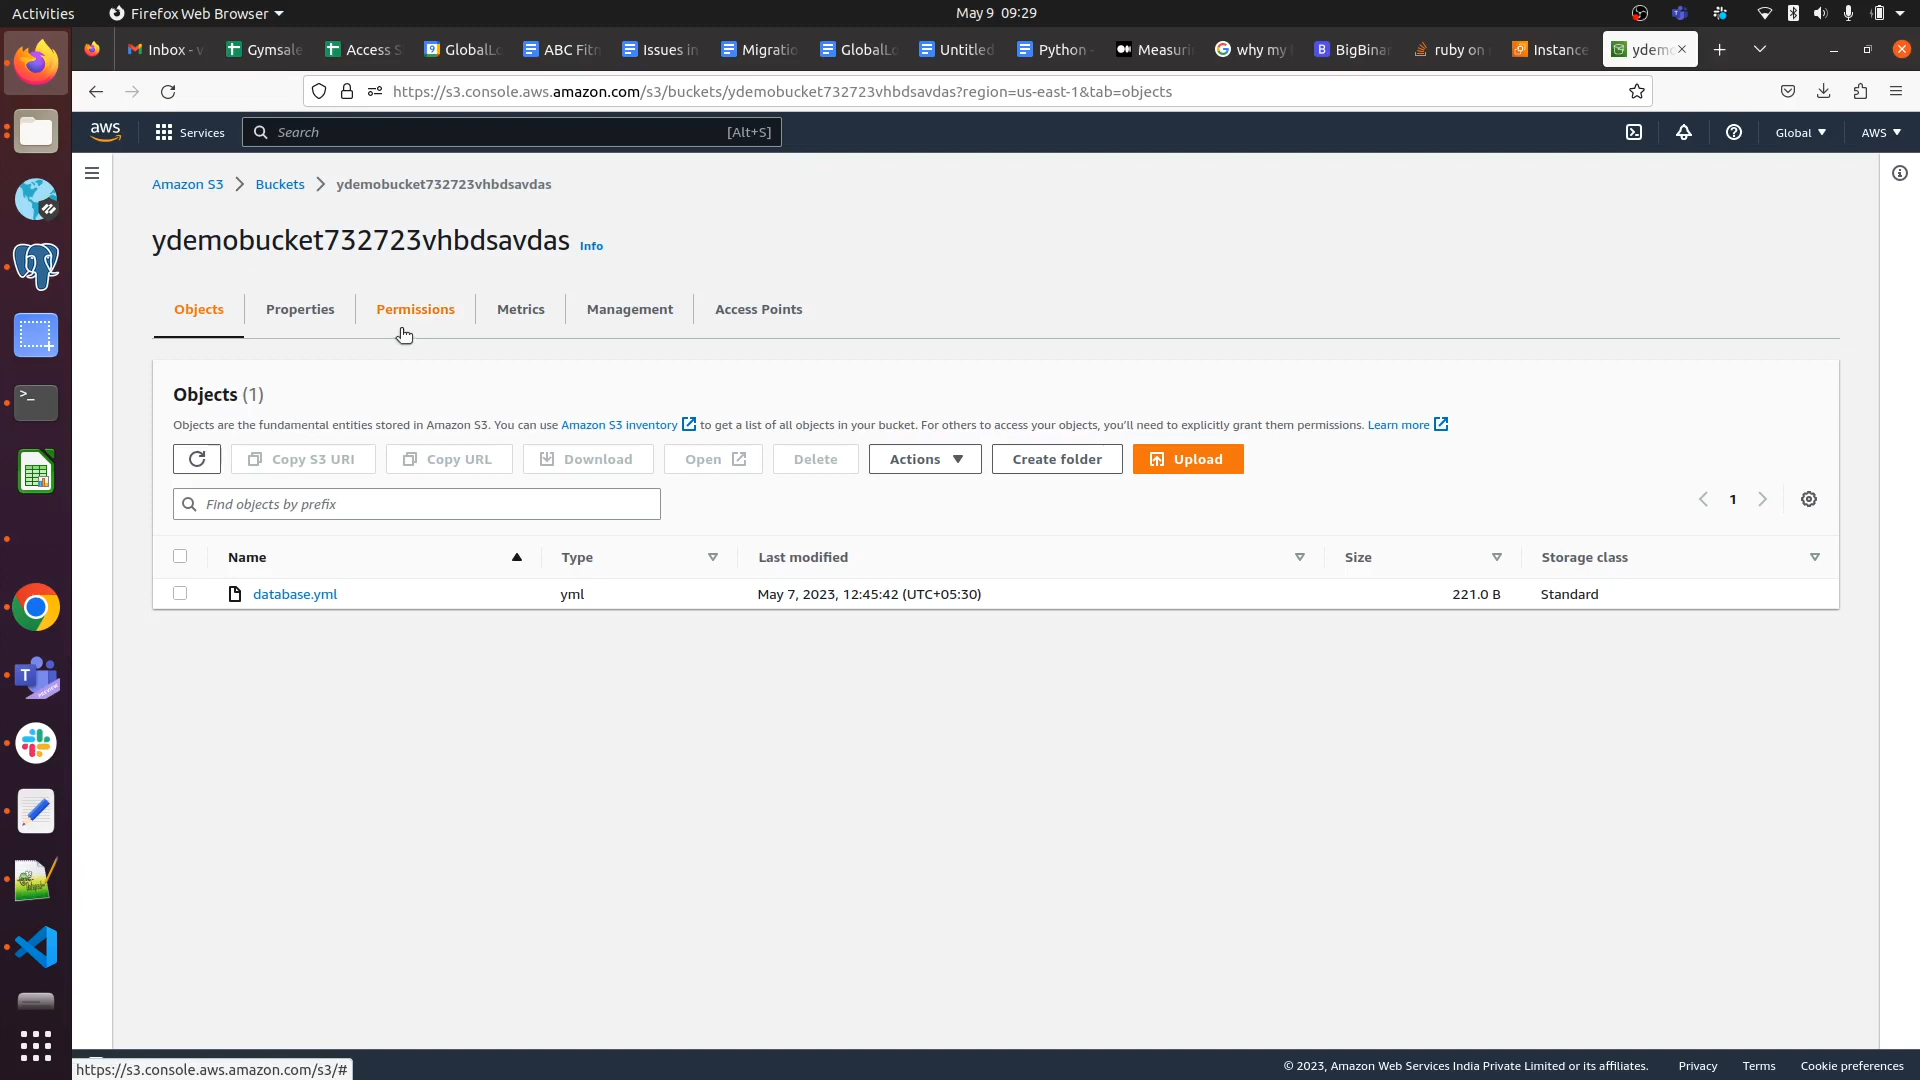 Activities Firefox Web Browser May 9 09:29
Inbox - Gymsale Access S GlobalLo ABC Fitn Issues in Migratio GlobalLo Untitled Python - Measuri why my BigBinar ruby on Instance ydemo
https://s3.console.aws.amazon.com/s3/buckets/ydemobucket732723vhbdsavdas?region=us-east-1&tab=objects
aws Services Search [Alt+S] Global AWS
Amazon S3 Buckets ydemobucket732723vhbdsavdas
ydemobucket732723vhbdsavdas Info
Objects Properties Permissions Metrics Management Access Points
Objects (1)
Objects are the fundamental entities stored in Amazon S3. You can use Amazon S3 inventory to get a list of all objects in your bucket. For others to access your objects, you'll need to explicitly grant them permissions. Learn more
Copy S3 URI Copy URL Download Open Delete Actions Create folder Upload
Find objects by prefix 1
Name Type Last modified Size Storage class
database.yml yml May 7, 2023, 12:45:42 (UTC+05:30) 221.0 B Standard
https://s3.console.aws.amazon.com/s3/# © 2023, Amazon Web Services India Private Limited or its affiliates. Privacy Terms Cookie preferences